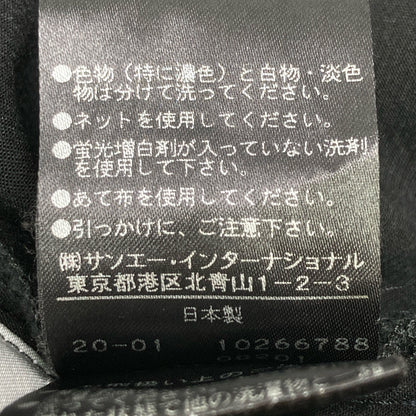 ●色物（特に濃色）と白物・淡色
物は分けて洗ってください。
●ネットを使用してください。
●蛍光増白剤が入っていない洗剤
を使用して下さい。
●あて布を使用してください。
●引っかけに、ご注意下さい。
㈱サンエー・インターナショナル
東京都港区北青山1-2-3
日本製
20-01 10266788